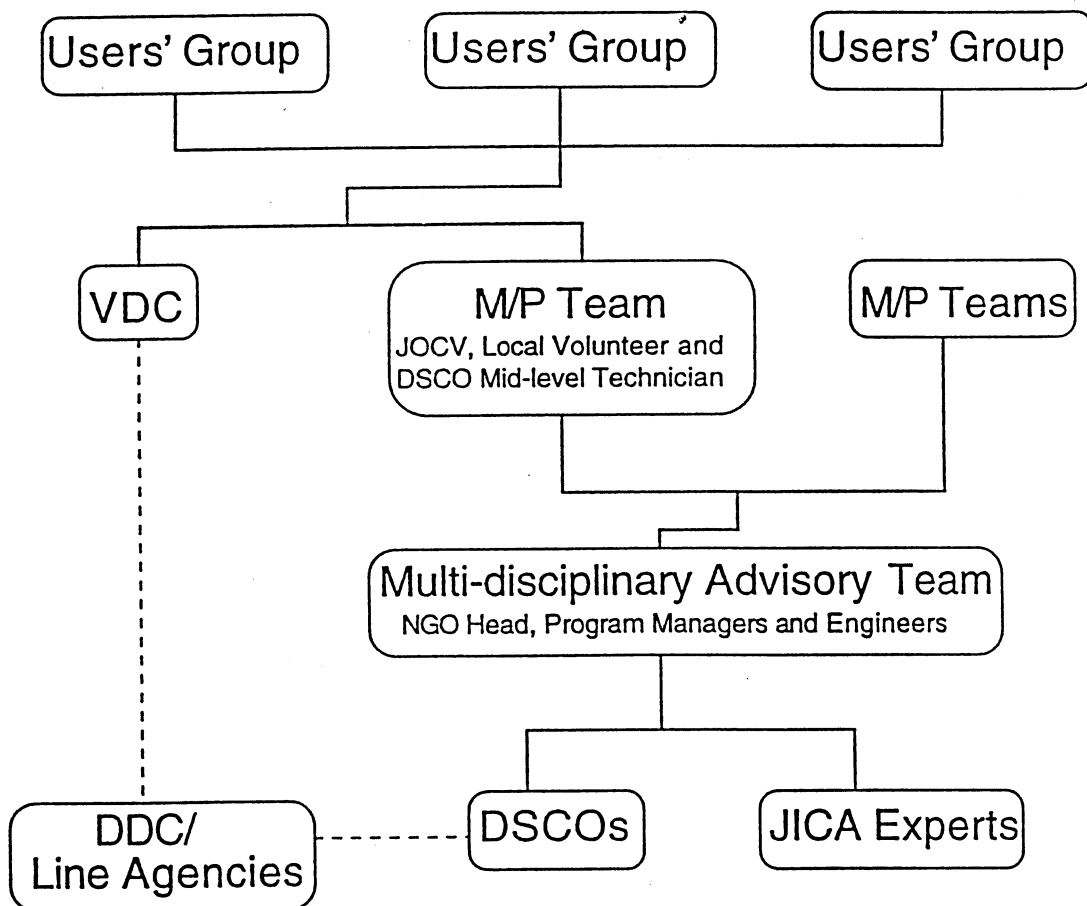 Users' Group
Users' Group
Users' Group
VDC
M/P Team
JOCV, Local Volunteer and
DSCO Mid-level Technician
M/P Teams
Multi-disciplinary Advisory Team
NGO Head, Program Managers and Engineers
DDC/
Line Agencies
DSCOs
JICA Experts